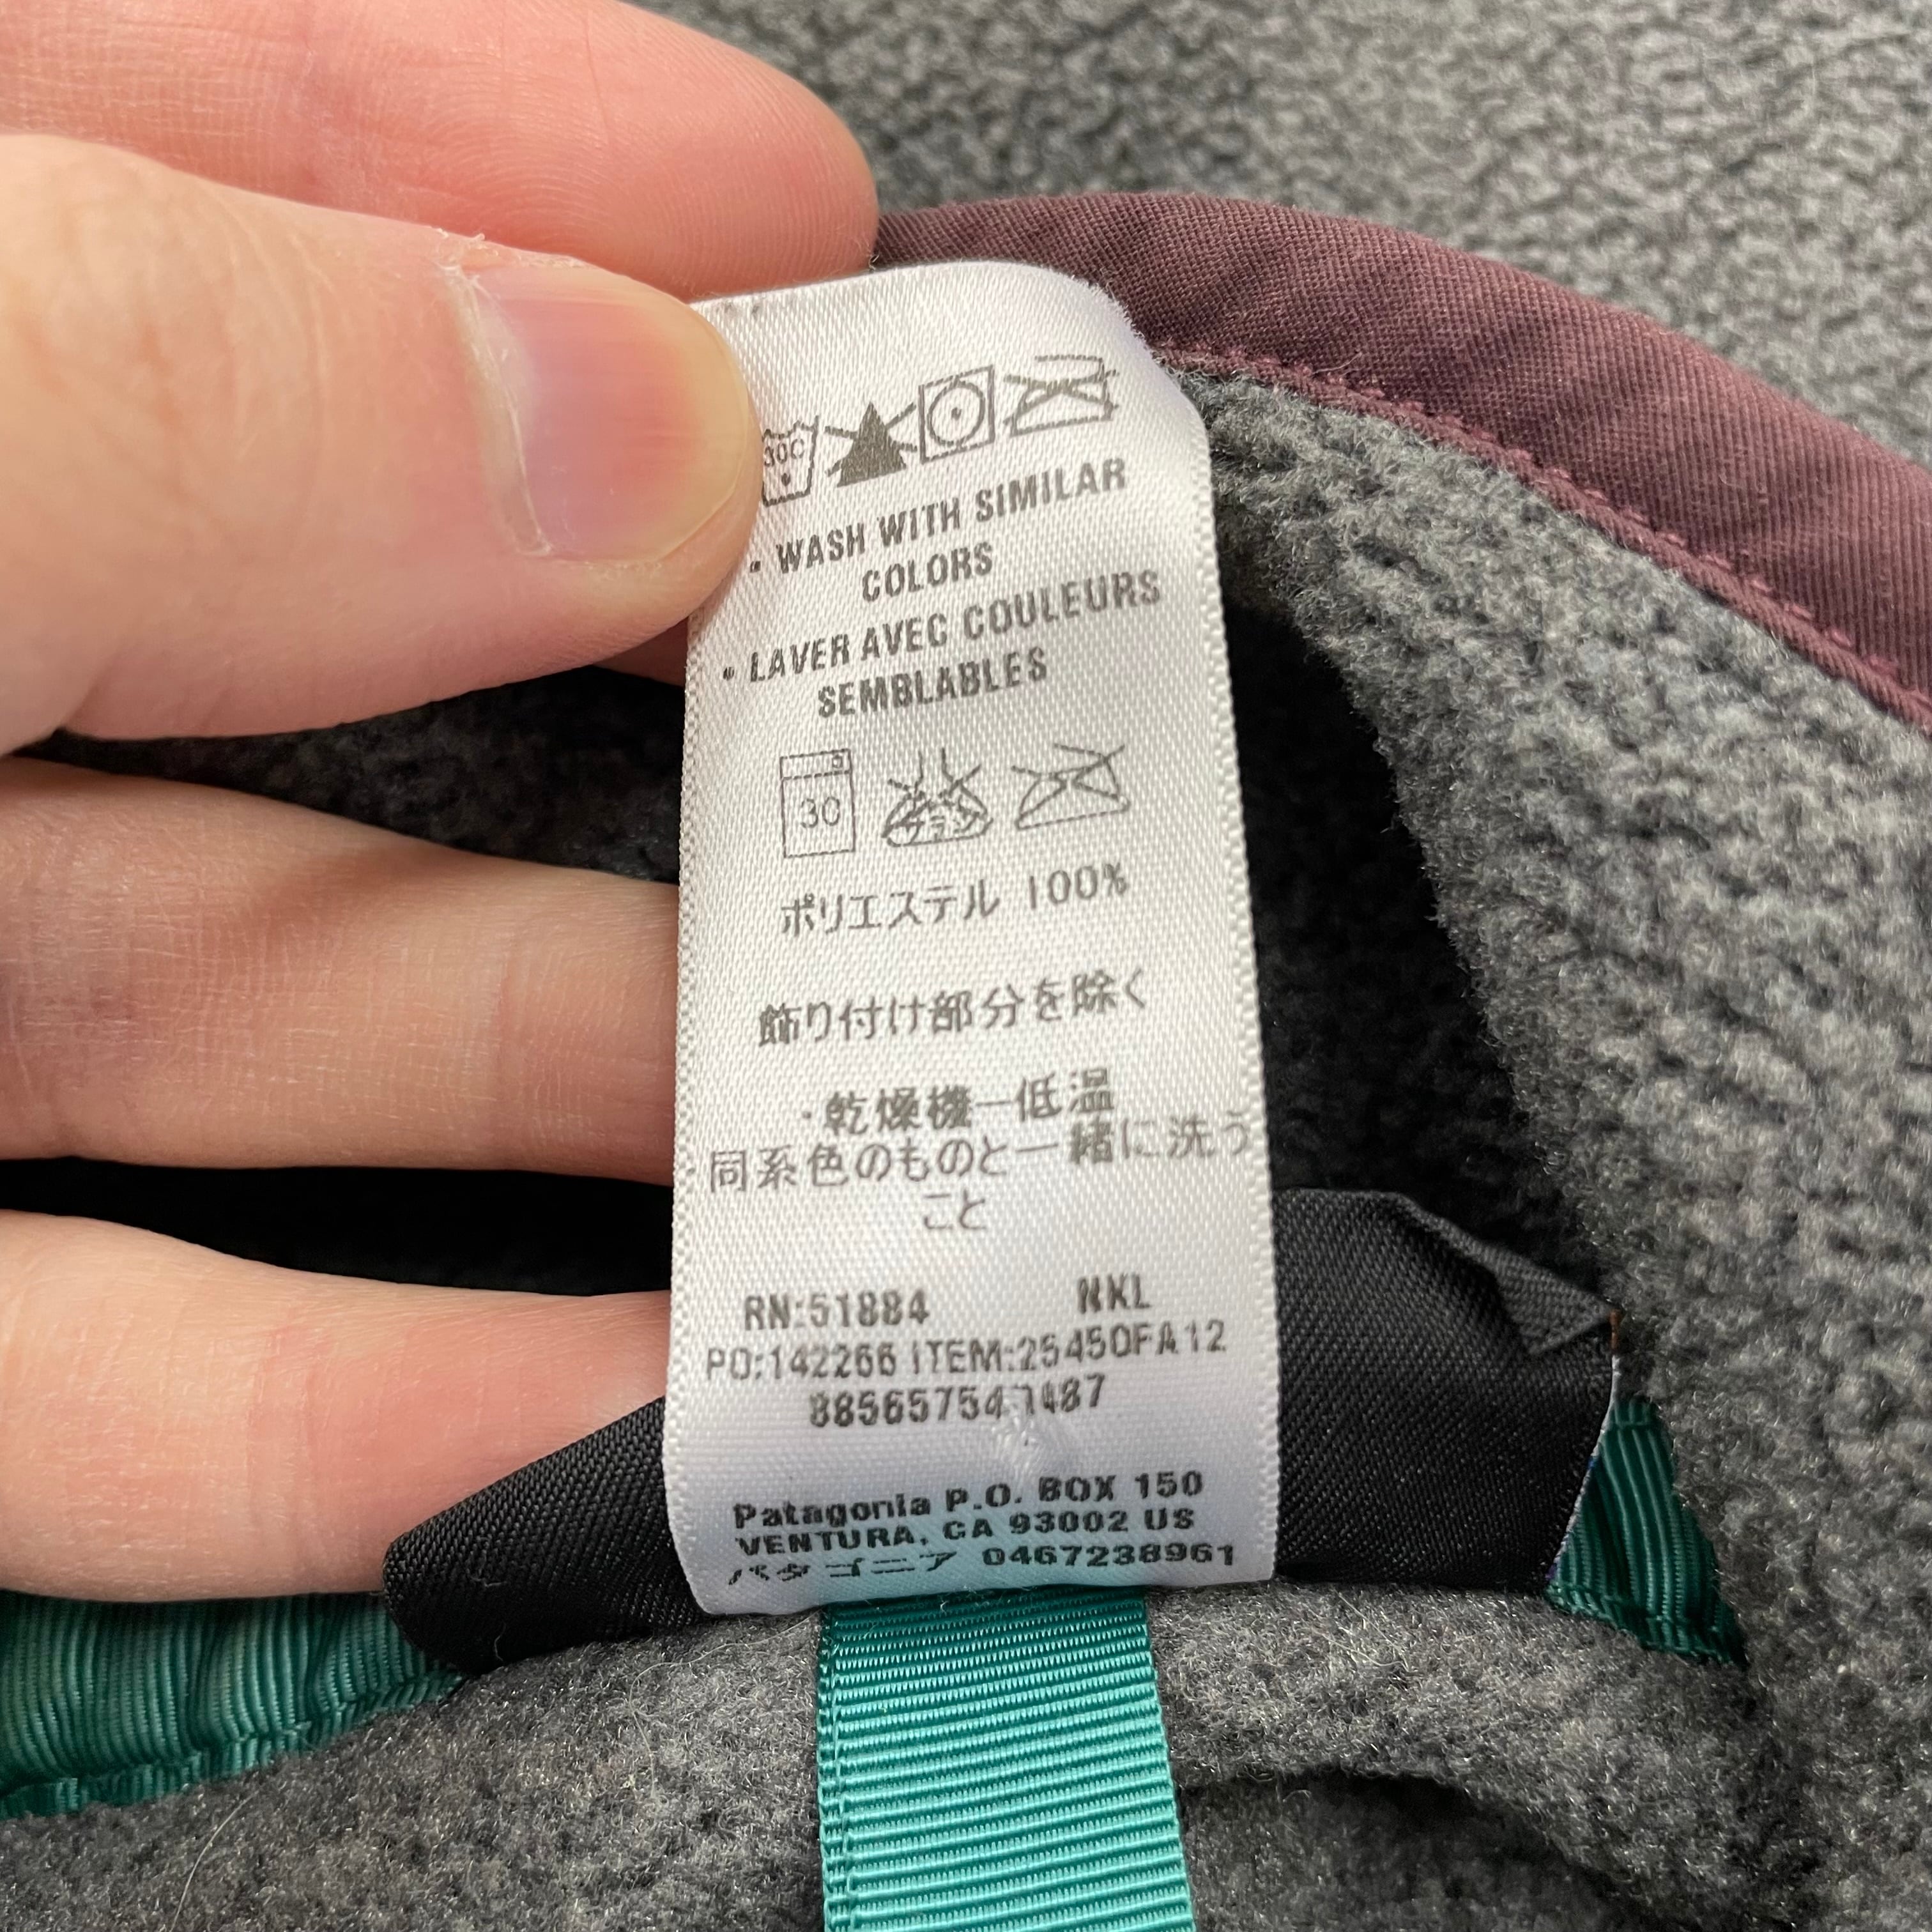 30C
• WASH WITH SIMILAR
COLORS
• LAVER AVEC COULEURS
SEMBLABLES
30
ポリエステル 100%
飾り付け部分を除く
・乾燥機ー低温
同系色のものと一緒に洗う
こと
RN:51884 NKL
PO:142266 ITEM:25450FA12
Patagonia P.O. BOX 150
VENTURA, CA 93002 US
パタゴニア 0467238961